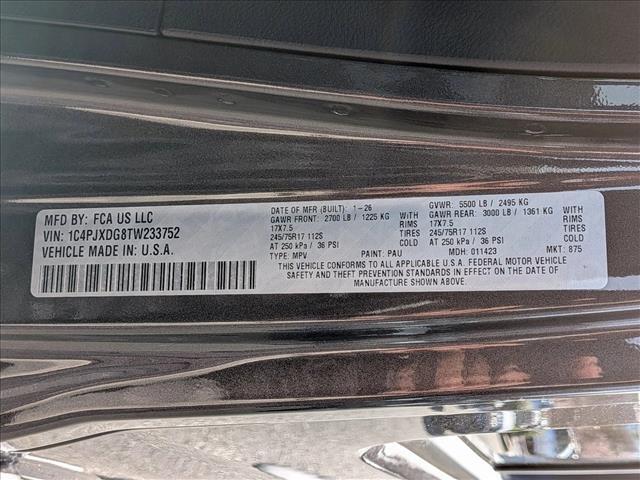 MFD BY: FCA US LLC
VIN: 1C4PJXDG8TW233752
VEHICLE MADE IN: U.S.A.
DATE OF MFR (BUILT): 1-26 GVWR: 5500 LB / 2495 KG
GAWR FRONT: 2700 LB / 1225 KG WITH GAWR REAR: 3000 LB / 1361 KG WITH
17X7.5 RIMS 17X7.5 RIMS
245/75R17 112S TIRES 245/75R17 112S TIRES
AT 250 kPa / 36 PSI COLD AT 250 kPa / 36 PSI COLD
TYPE: MPV PAINT: PAU MDH: 011423 MKT: 875
THIS VEHICLE CONFORMS TO ALL APPLICABLE U.S.A. FEDERAL MOTOR VEHICLE
SAFETY AND THEFT PREVENTION STANDARDS IN EFFECT ON THE DATE OF
MANUFACTURE SHOWN ABOVE.